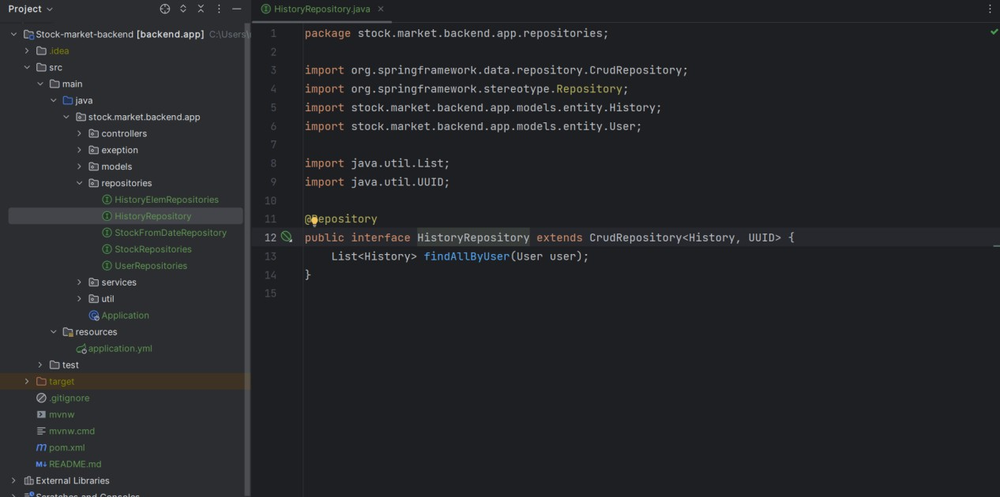 Project
HistoryRepository.java
Stock-market-backend [backend.app] C:\Users\
.idea
src
main
java
stock.market.backend.app
controllers
exeption
models
repositories
HistoryElemRepositories
HistoryRepository
StockFromDateRepository
StockRepositories
UserRepositories
services
util
Application
resources
application.yml
test
target
.gitignore
mvnw
mvnw.cmd
pom.xml
README.md
External Libraries
Scratches and Consoles
1 package stock.market.backend.app.repositories;
2
3 import org.springframework.data.repository.CrudRepository;
4 import org.springframework.stereotype.Repository;
5 import stock.market.backend.app.models.entity.History;
6 import stock.market.backend.app.models.entity.User;
7
8 import java.util.List;
9 import java.util.UUID;
10
11 @Repository
12 public interface HistoryRepository extends CrudRepository<History, UUID> {
13 List<History> findAllByUser(User user);
14 }
15